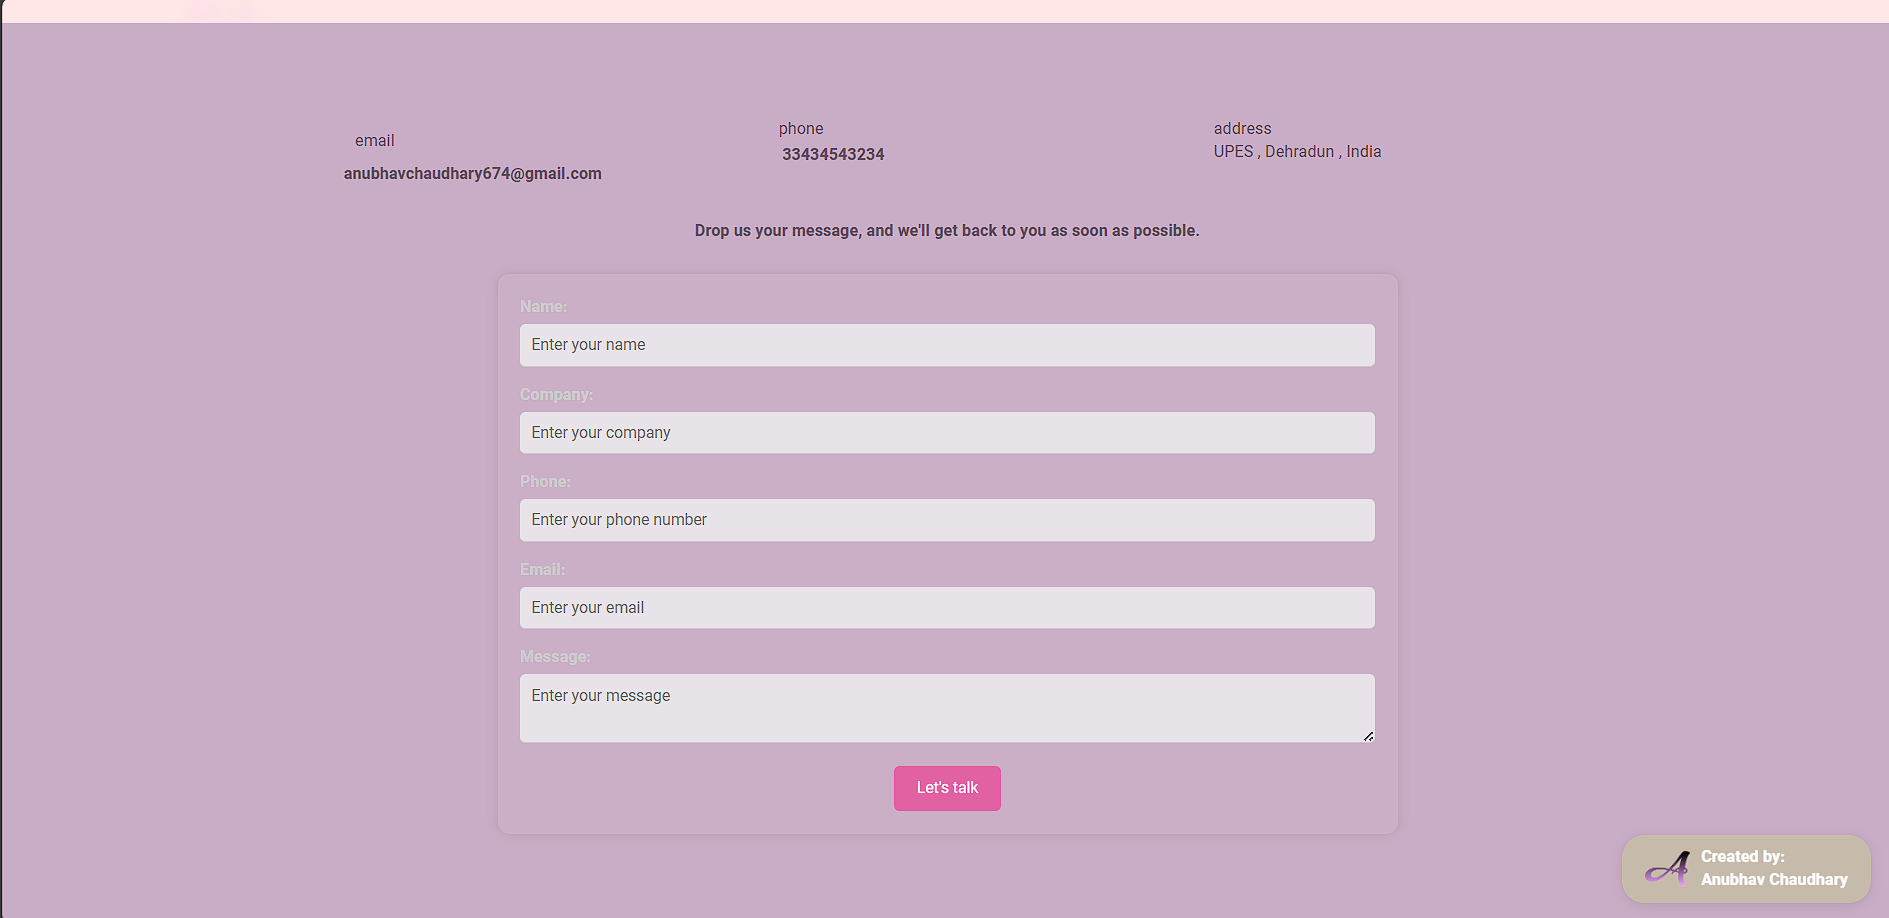 email
anubhavchaudhary674@gmail.com
phone
33434543234
address
UPES , Dehradun , India
Drop us your message, and we'll get back to you as soon as possible.
Name:
Enter your name
Company:
Enter your company
Phone:
Enter your phone number
Email:
Enter your email
Message:
Enter your message
Let's talk
Created by:
Anubhav Chaudhary